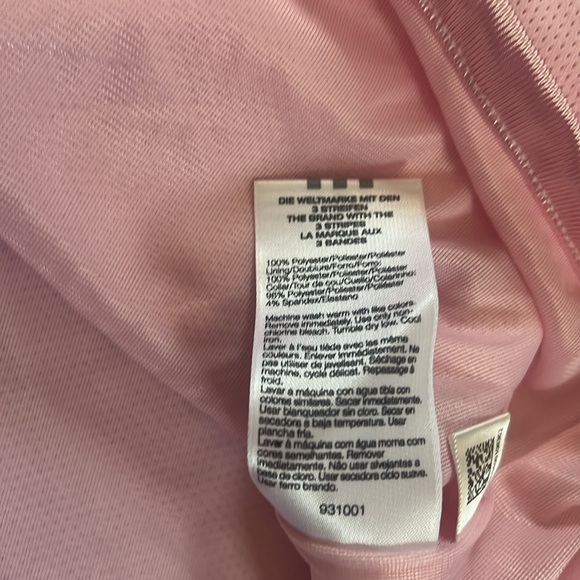 DIE WELTMARKE MIT DEN
3 STREIFEN
THE BRAND WITH THE
3 STRIPES
LA MARQUE AUX
3 BANDES
100% Polyester/Poliester/Poliéster
Lining/Doublure/Forro/Forro:
100% Polyester/Poliester/Poliéster
Collar/Tour de cou/Cuello/Colarinho:
96% Polyester/Poliester/Poliéster
4% Spandex/Elastano
Machine wash warm with like colors.
Remove immediately. Use only non-
chlorine bleach. Tumble dry low. Cool
iron.
Laver à l'eau tiède avec les même
couleurs. Enlever immédiatement. Ne
pas utiliser de javelisant. Séchage en
machine, cycle délicat. Repassage à
froid.
Lavar a máquina con agua tibia con
colores similares. Sacar inmediatamente.
Usar blanqueador sin cloro. Secar en
secadora a baja temperatura. Usar
plancha fría.
Lavar à máquina com água morna com
cores semelhantes. Remover
imediatamente. Não usar alvejantes a
base de cloro. Usar secadora ciclo suave.
Usar ferro brando.
931001